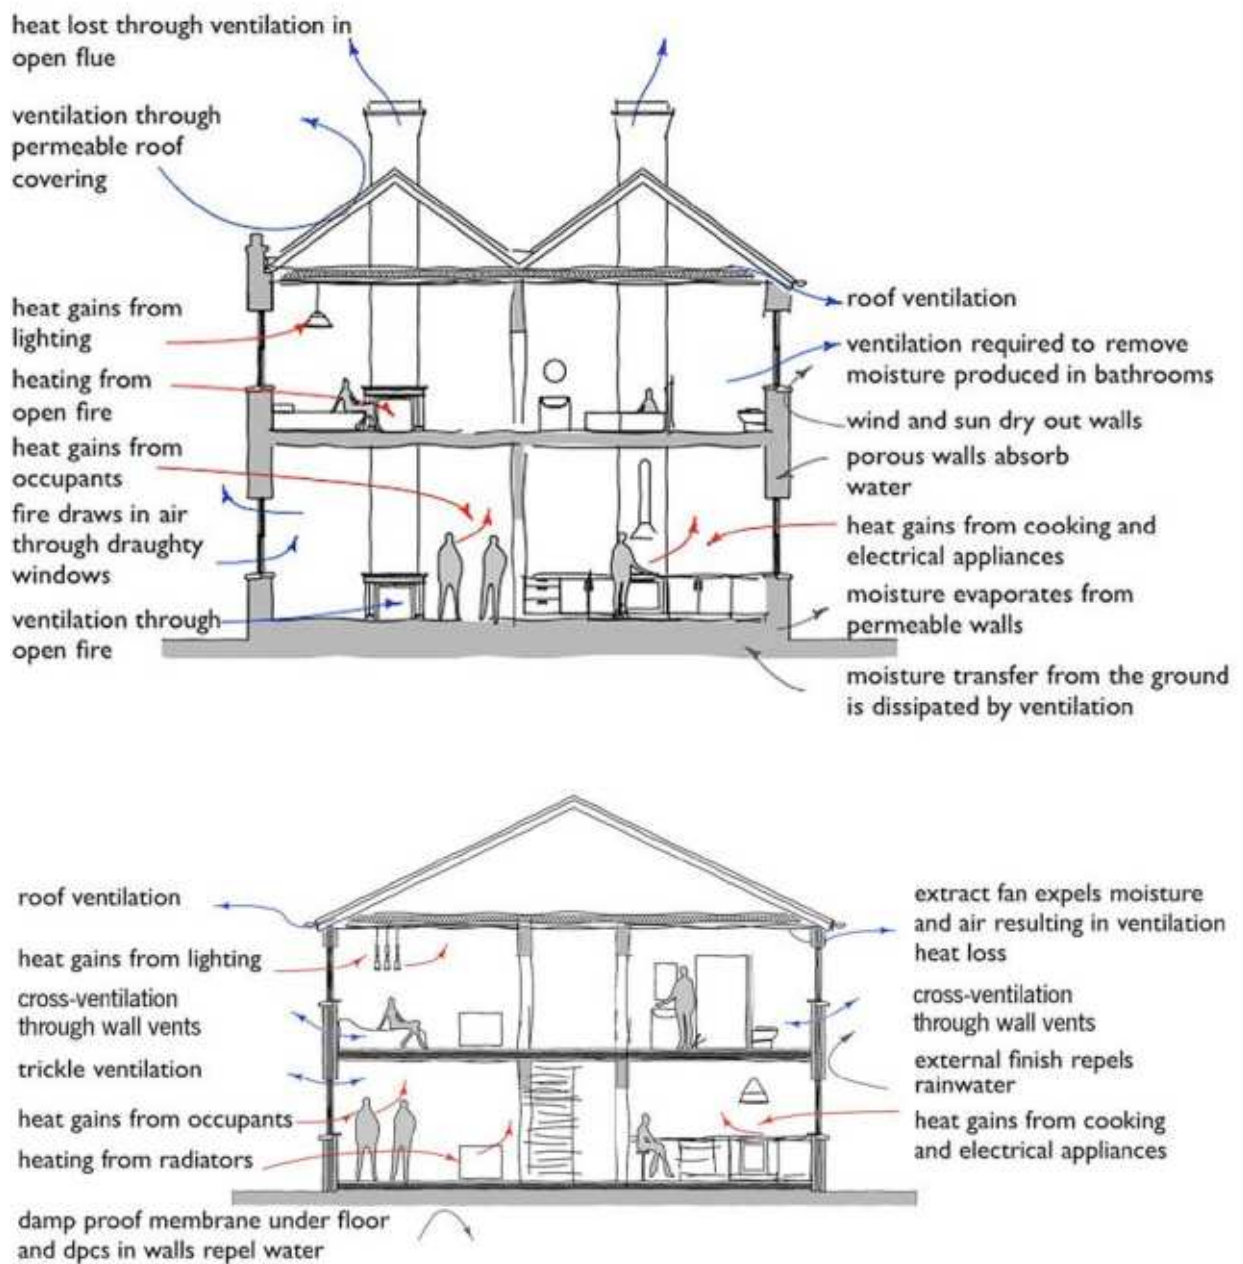 heat lost through ventilation in
open flue
ventilation through
permeable roof
covering
heat gains from
lighting
heating from
open fire
heat gains from
occupants
fire draws in air
through draughty
windows
ventilation through
open fire
roof ventilation
ventilation required to remove
moisture produced in bathrooms
wind and sun dry out walls
porous walls absorb
water
heat gains from cooking and
electrical appliances
moisture evaporates from
permeable walls
moisture transfer from the ground
is dissipated by ventilation
roof ventilation
heat gains from lighting
cross-ventilation
through wall vents
trickle ventilation
heat gains from occupants
heating from radiators
damp proof membrane under floor
and dpcs in walls repel water
extract fan expels moisture
and air resulting in ventilation
heat loss
cross-ventilation
through wall vents
external finish repels
rainwater
heat gains from cooking
and electrical appliances